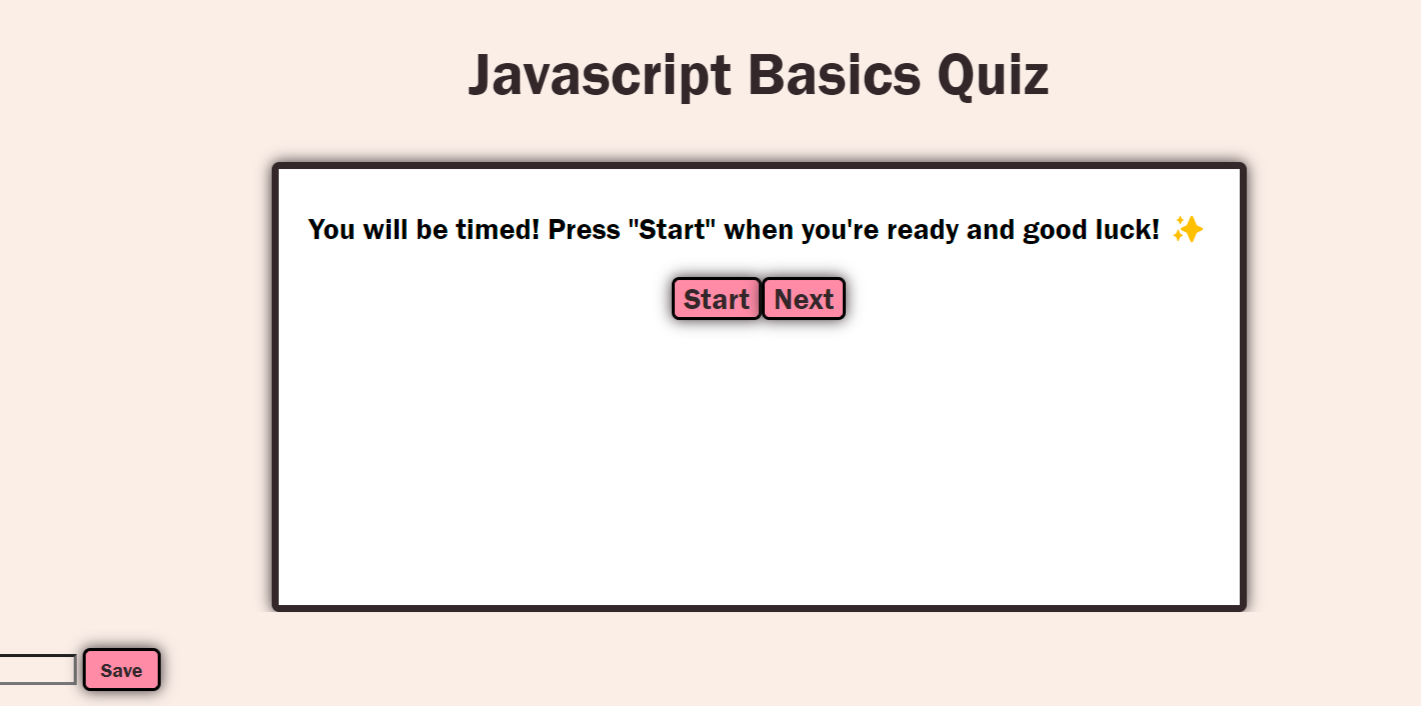 Javascript Basics Quiz
You will be timed! Press "Start" when you're ready and good luck! ✨
Start Next
Save